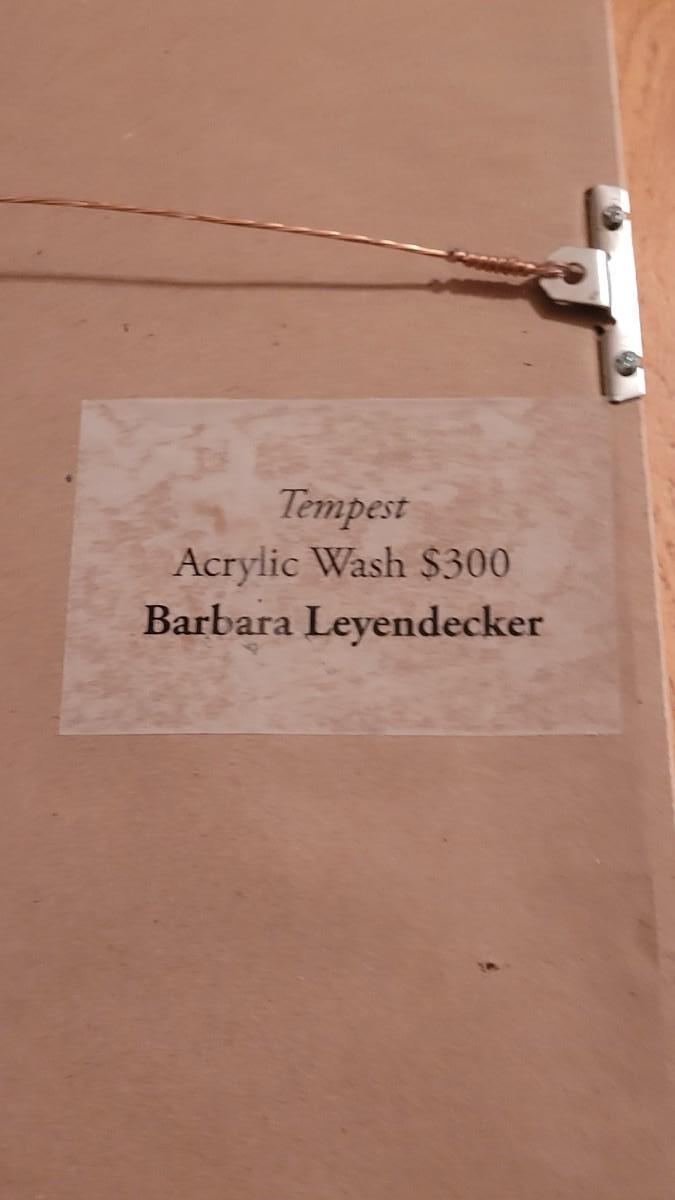 Tempest
Acrylic Wash $300
Barbara Leyendecker